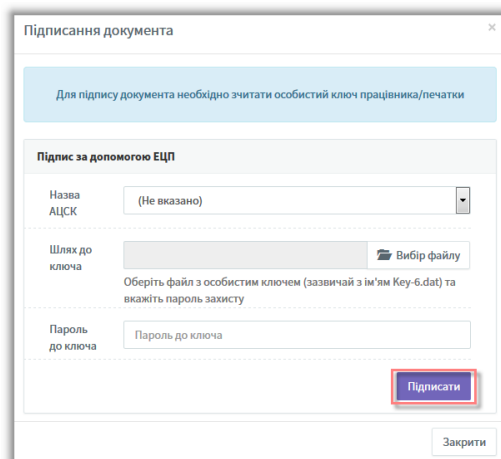 Підписання документа
×
Для підпису документа необхідно зчитати особистий ключ працівника/печатки
Підпис за допомогою ЕЦП
Назва
АЦСК
(Не вказано)
Шлях до
ключа
Вибір файлу
Оберіть файл з особистим ключем (зазвичай з ім'ям Key-6.dat) та
вкажіть пароль захисту
Пароль
до ключа
Пароль до ключа
Підписати
Закрити